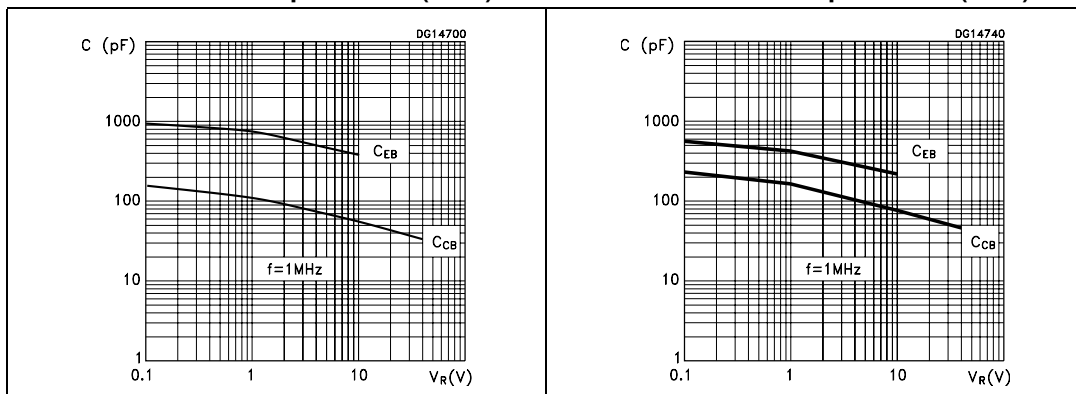 DG14700
C (pF)
1000
100
10
1
C_EB
C_CB
f=1MHz
0.1 1 10 V_R(V)
DG14740
C (pF)
1000
100
10
1
C_EB
C_CB
f=1MHz
0.1 1 10 V_R(V)